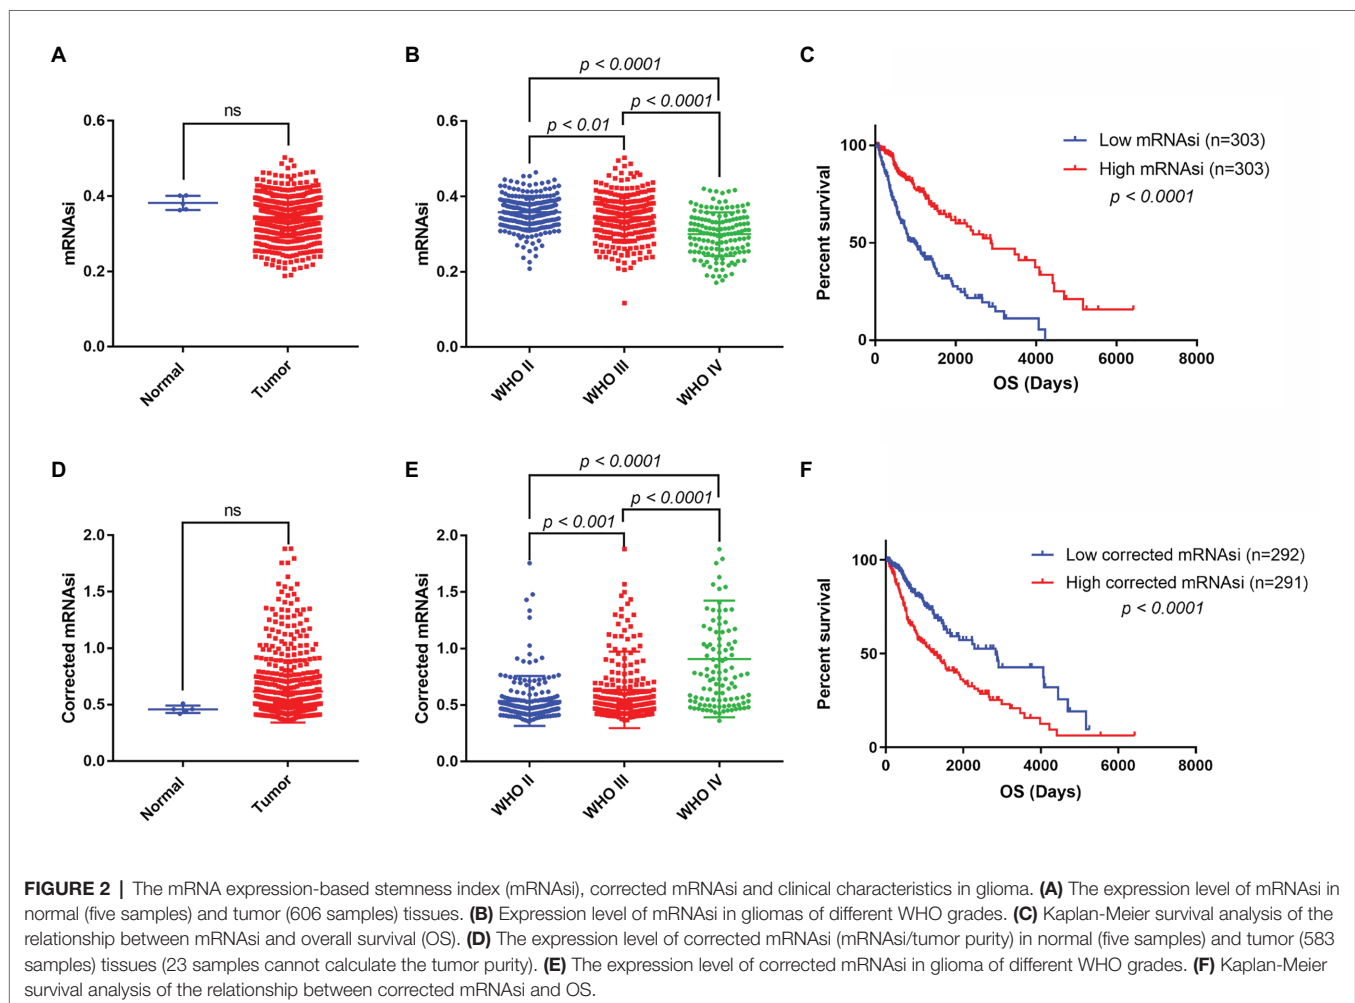 A
ns
0.6
0.4
0.2
0.0
mRNAsi
Normal
Tumor
B
p < 0.0001
p < 0.0001
p < 0.01
0.6
0.4
0.2
0.0
mRNAsi
WHO II
WHO III
WHO IV
C
Low mRNAsi (n=303)
High mRNAsi (n=303)
p < 0.0001
100
50
0
Percent survival
0
2000
4000
6000
8000
OS (Days)
D
ns
2.0
1.5
1.0
0.5
0.0
Corrected mRNAsi
Normal
Tumor
E
p < 0.0001
p < 0.0001
p < 0.001
2.0
1.5
1.0
0.5
0.0
Corrected mRNAsi
WHO II
WHO III
WHO IV
F
Low corrected mRNAsi (n=292)
High corrected mRNAsi (n=291)
p < 0.0001
100
50
0
Percent survival
0
2000
4000
6000
8000
OS (Days)
FIGURE 2 | The mRNA expression-based stemness index (mRNAsi), corrected mRNAsi and clinical characteristics in glioma. (A) The expression level of mRNAsi in
normal (five samples) and tumor (606 samples) tissues. (B) Expression level of mRNAsi in gliomas of different WHO grades. (C) Kaplan-Meier survival analysis of the
relationship between mRNAsi and overall survival (OS). (D) The expression level of corrected mRNAsi (mRNAsi/tumor purity) in normal (five samples) and tumor (583
samples) tissues (23 samples cannot calculate the tumor purity). (E) The expression level of corrected mRNAsi in glioma of different WHO grades. (F) Kaplan-Meier
survival analysis of the relationship between corrected mRNAsi and OS.